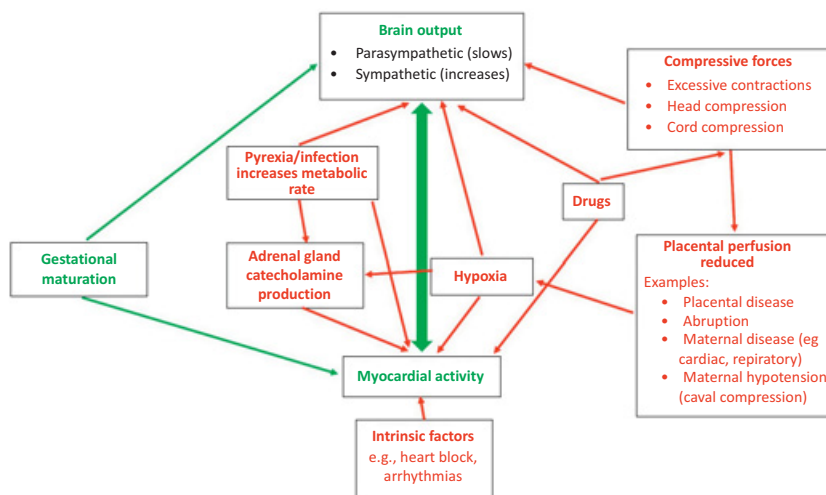 Brain output
• Parasympathetic (slows)
• Sympathetic (increases)
Compressive forces
• Excessive contractions
• Head compression
• Cord compression
Pyrexia/infection
increases metabolic
rate
Drugs
Gestational
maturation
Adrenal gland
catecholamine
production
Hypoxia
Placental perfusion
reduced
Examples:
• Placental disease
• Abruption
• Maternal disease (eg
cardiac, repiratory)
• Maternal hypotension
(caval compression)
Myocardial activity
Intrinsic factors
e.g., heart block,
arrhythmias